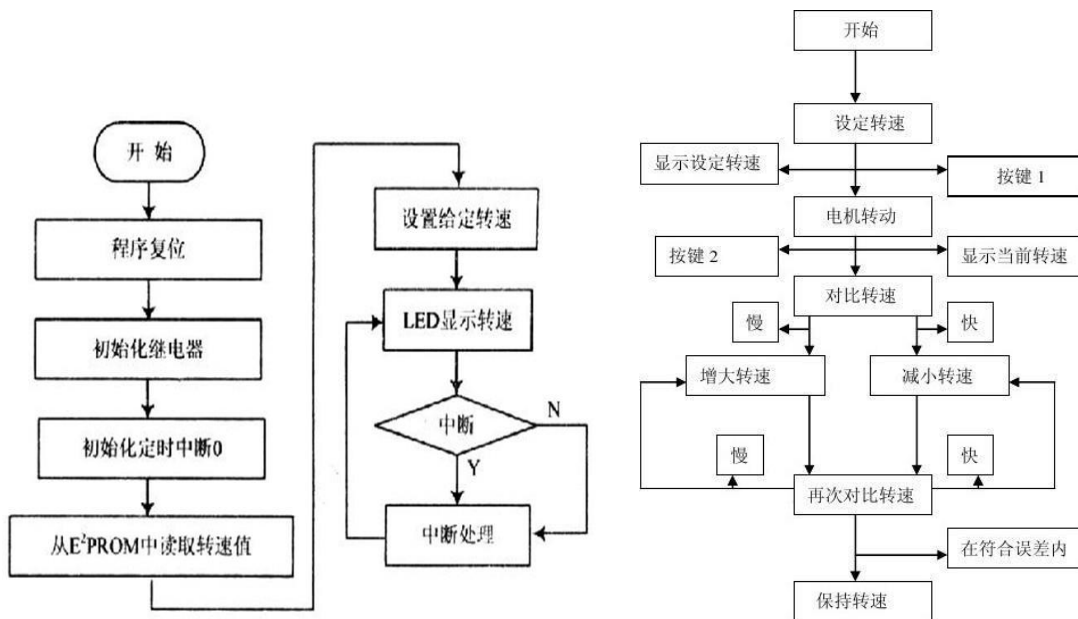 开 始
程序复位
初始化继电器
初始化定时中断0
从E²PROM中读取转速值
设置给定转速
LED显示转速
中断
N
Y
中断处理
开始
设定转速
显示设定转速
按键 1
电机转动
按键 2
显示当前转速
对比转速
慢
快
增大转速
减小转速
慢
快
再次对比转速
在符合误差内
保持转速